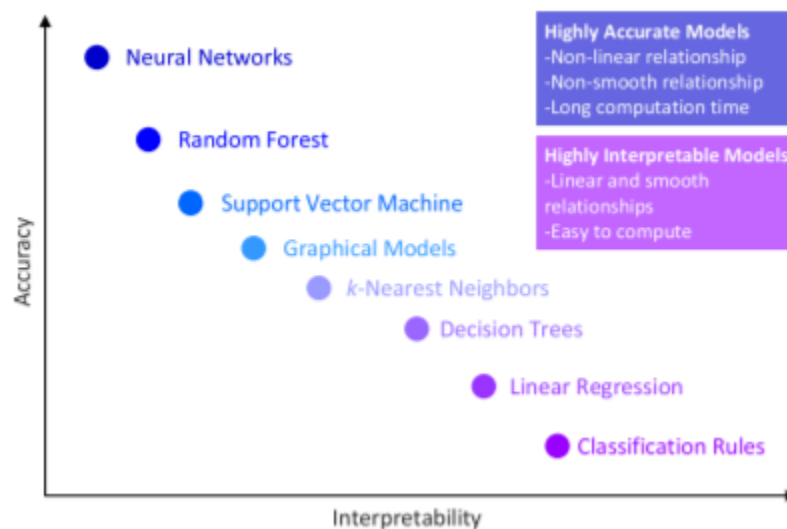 Highly Accurate Models
-Non-linear relationship
-Non-smooth relationship
-Long computation time
Highly Interpretable Models
-Linear and smooth
relationships
-Easy to compute
Neural Networks
Random Forest
Support Vector Machine
Graphical Models
k-Nearest Neighbors
Decision Trees
Linear Regression
Classification Rules
Accuracy
Interpretability